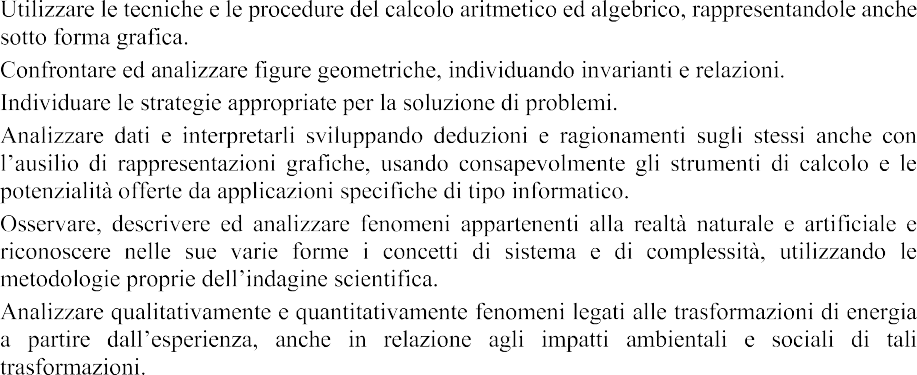 Utilizzare le tecniche e le procedure del calcolo aritmetico ed algebrico, rappresentandole anche
sotto forma grafica.
Confrontare ed analizzare figure geometriche, individuando invarianti e relazioni.
Individuare le strategie appropriate per la soluzione di problemi.
Analizzare dati e interpretarli sviluppando deduzioni e ragionamenti sugli stessi anche con
l’ausilio di rappresentazioni grafiche, usando consapevolmente gli strumenti di calcolo e le
potenzialità offerte da applicazioni specifiche di tipo informatico.
Osservare, descrivere ed analizzare fenomeni appartenenti alla realtà naturale e artificiale e
riconoscere nelle sue varie forme i concetti di sistema e di complessità, utilizzando le
metodologie proprie dell’indagine scientifica.
Analizzare qualitativamente e quantitativamente fenomeni legati alle trasformazioni di energia
a partire dall’esperienza, anche in relazione agli impatti ambientali e sociali di tali
trasformazioni.